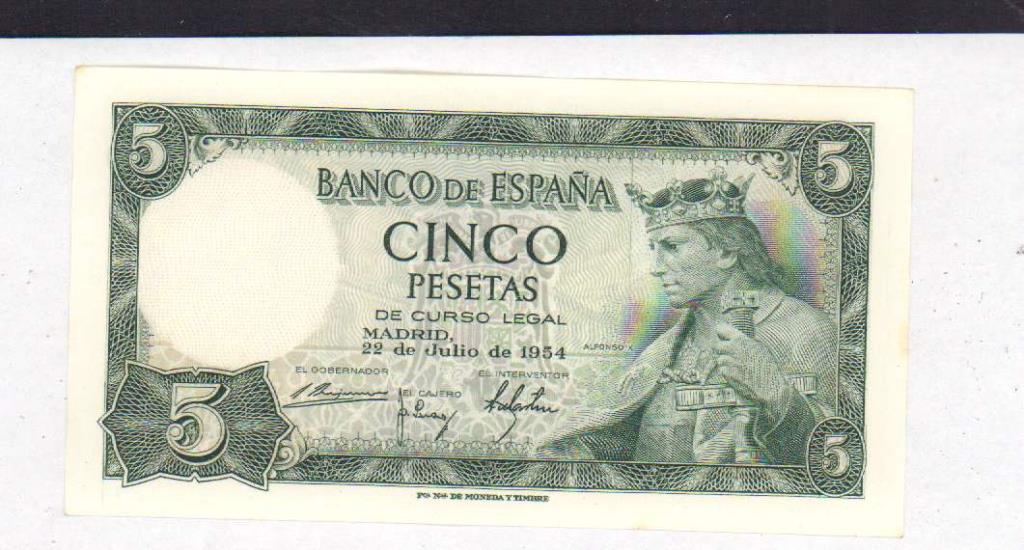 5
5
BANCO DE ESPAÑA
CINCO
PESETAS
DE CURSO LEGAL
MADRID,
22 de Julio de 1954
ALFONSO X
EL GOBERNADOR
EL INTERVENTOR
EL CAJERO
5
5
Fca Nal DE MONEDA Y TIMBRE